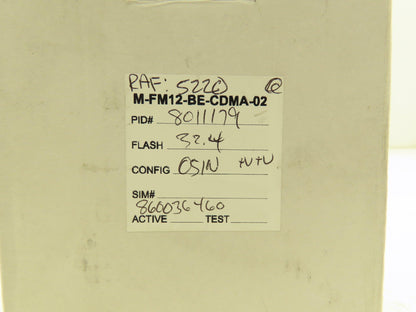 RAF: 5220
M-FM12-BE-CDMA-02
PID# 8011179
FLASH 32.4
CONFIG OSIN +V+V
SIM#
860036460
ACTIVE TEST